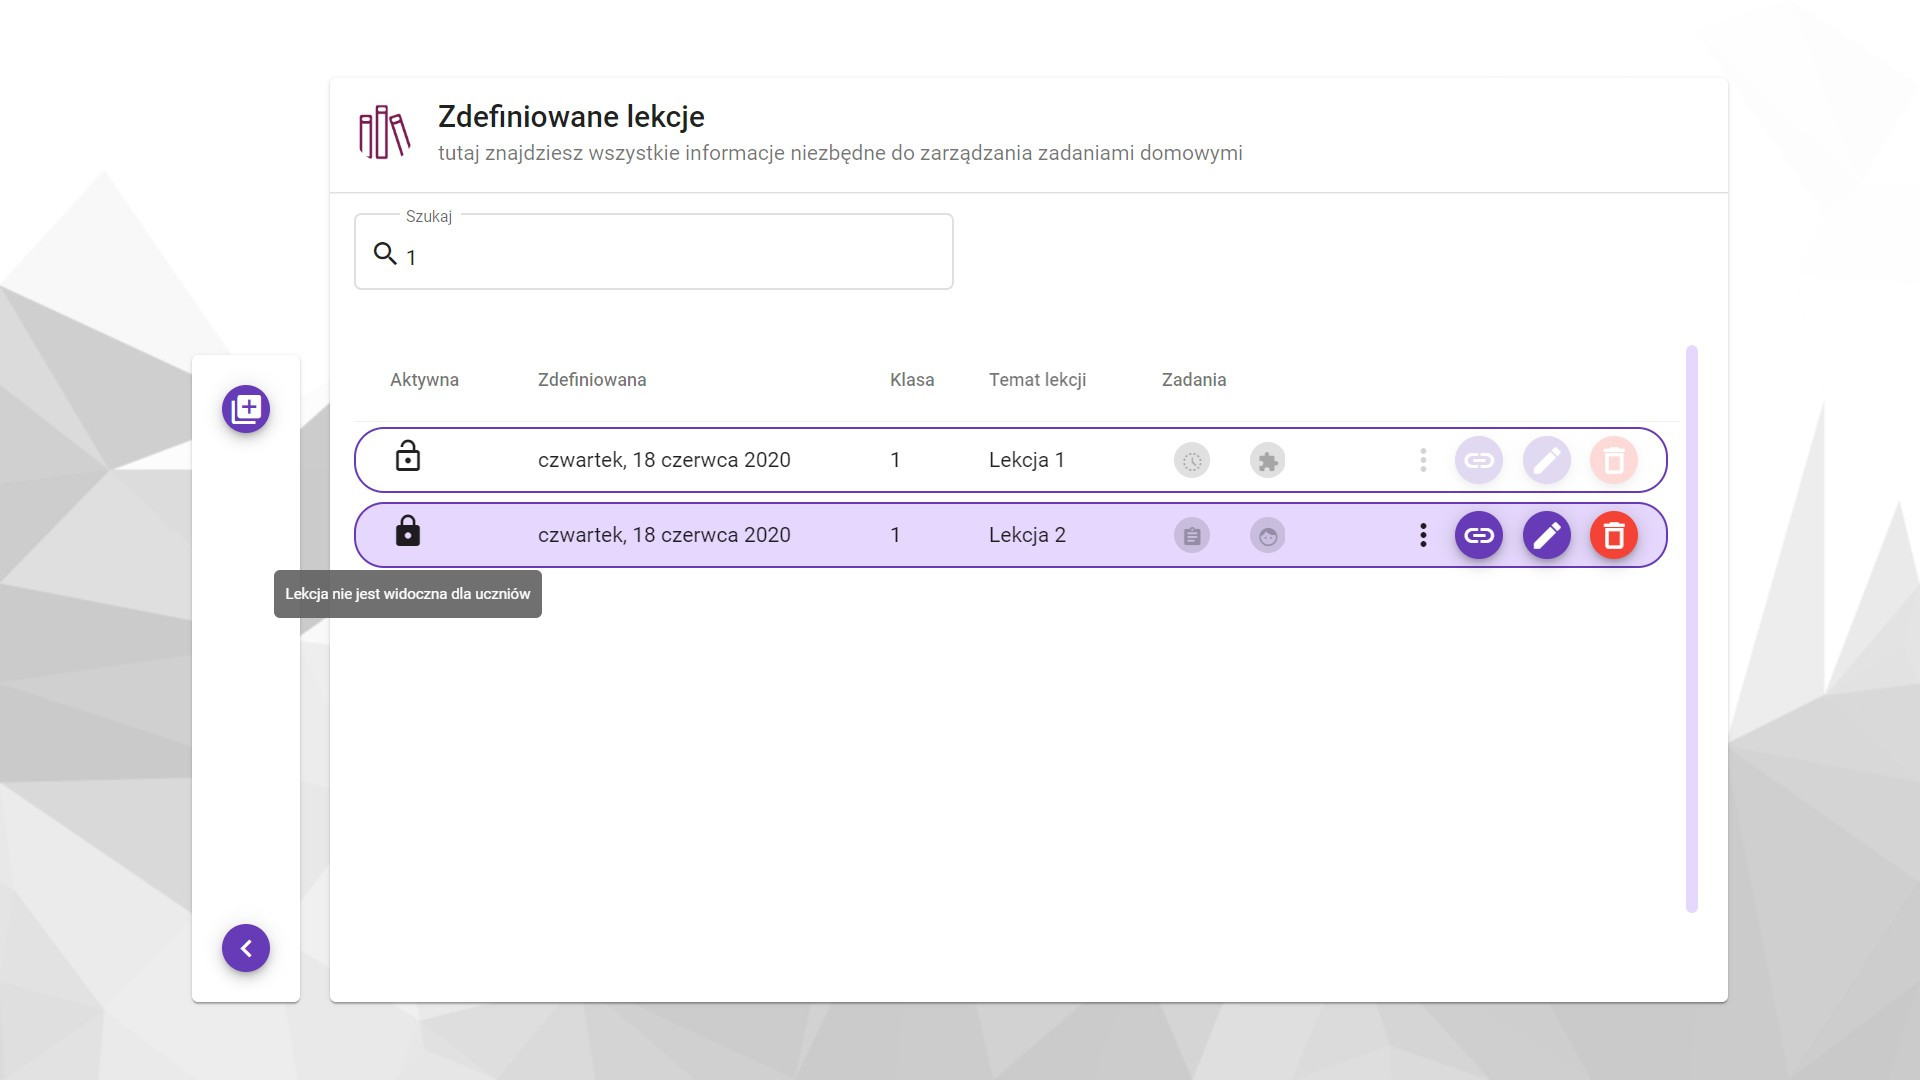 Zdefiniowane lekcje
tutaj znajdziesz wszystkie informacje niezbędne do zarządzania zadaniami domowymi
Szukaj
1
Aktywna Zdefiniowana Klasa Temat lekcji Zadania
czwartek, 18 czerwca 2020 1 Lekcja 1
czwartek, 18 czerwca 2020 1 Lekcja 2
Lekcja nie jest widoczna dla uczniów